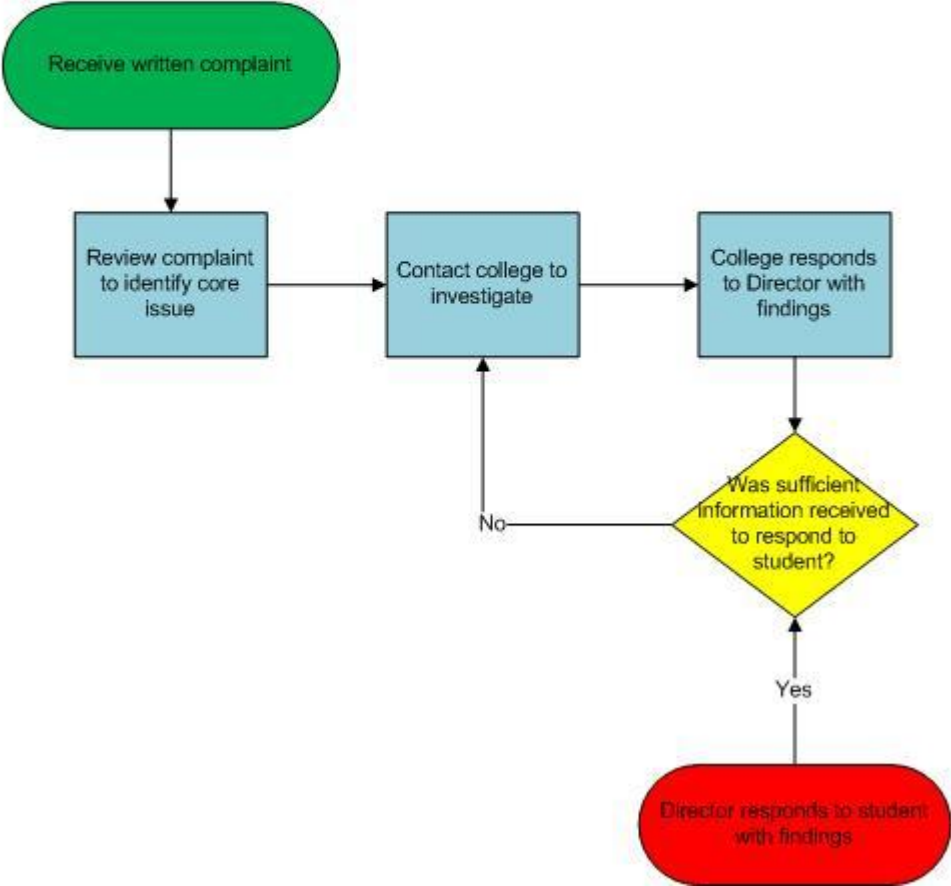 Receive written complaint
Review complaint
to identify core
issue
Contact college to
investigate
College responds
to Director with
findings
Was sufficient
information received
to respond to
student?
No
Yes
Director responds to student
with findings